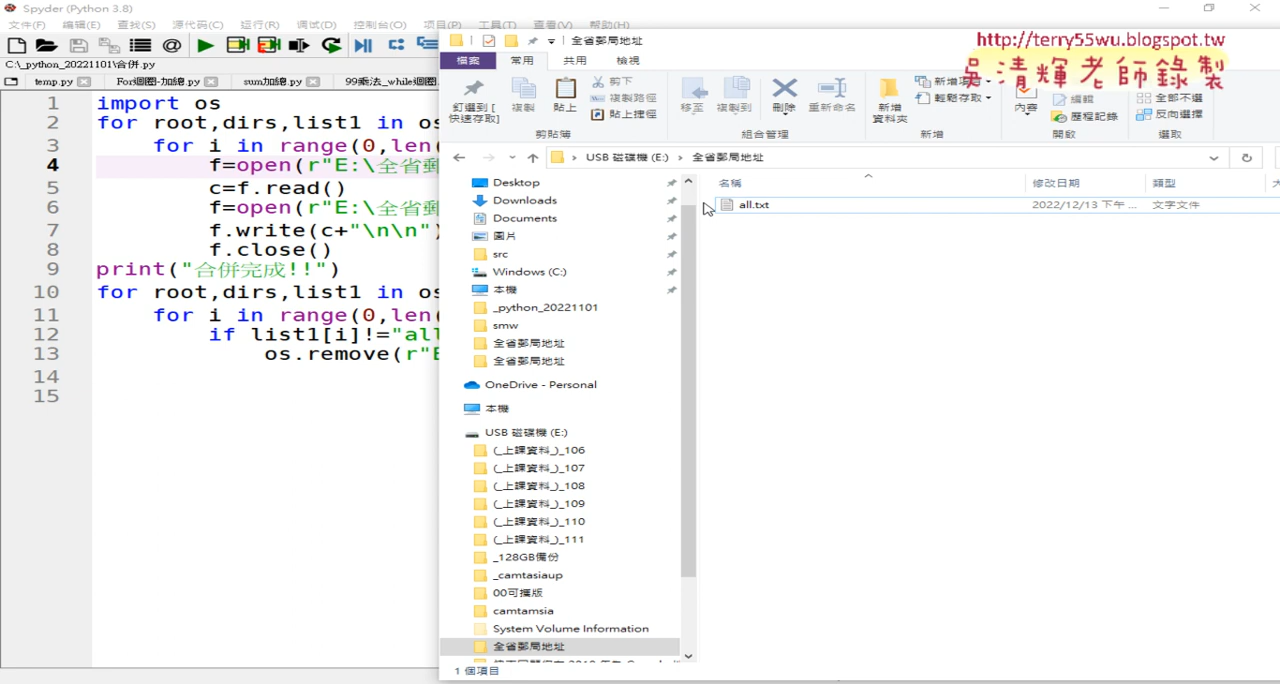 Spyder (Python 3.8)
文件(F) 编辑(E) 查找(S) 源代码(C) 运行(R) 调试(D) 控制台(O) 项目(P) 工具(T) 查看(V) 帮助(H)
C:\_python_20221101\合併.py
temp.py
For迴圈-加總.py
sum加總.py
99乘法_while迴圈
1 import os
2 for root,dirs,list1 in os
3 for i in range(0,len(
4 f=open(r"E:\全省郵
5 c=f.read()
6 f=open(r"E:\全省郵
7 f.write(c+"\n\n")
8 f.close()
9 print("合併完成!!")
10 for root,dirs,list1 in os
11 for i in range(0,len(
12 if list1[i]!="all
13 os.remove(r"E
14
15
全省郵局地址
http://terry55wu.blogspot.tw
吳清輝老師錄製
檔案 常用 共用 檢視
釘選到 [快速存取]
複製
貼上
剪下
複製路徑
貼上捷徑
剪貼簿
移至
複製到
刪除
重新命名
組合管理
新增資料夾
新增項
輕鬆存取
新增
內容
編輯
歷程記錄
開啟
全部不選
反向選擇
選取
USB 磁碟機 (E:) › 全省郵局地址
名稱 修改日期 類型
all.txt 2022/12/13 下午 ... 文字文件
Desktop
Downloads
Documents
圖片
src
Windows (C:)
本機
_python_20221101
smw
全省郵局地址
全省郵局地址
OneDrive - Personal
本機
USB 磁碟機 (E:)
(_上課資料_)_106
(_上課資料_)_107
(_上課資料_)_108
(_上課資料_)_109
(_上課資料_)_110
(_上課資料_)_111
_128GB備份
_camtasiaup
00可攜版
camtamsia
System Volume Information
全省郵局地址
1 個項目